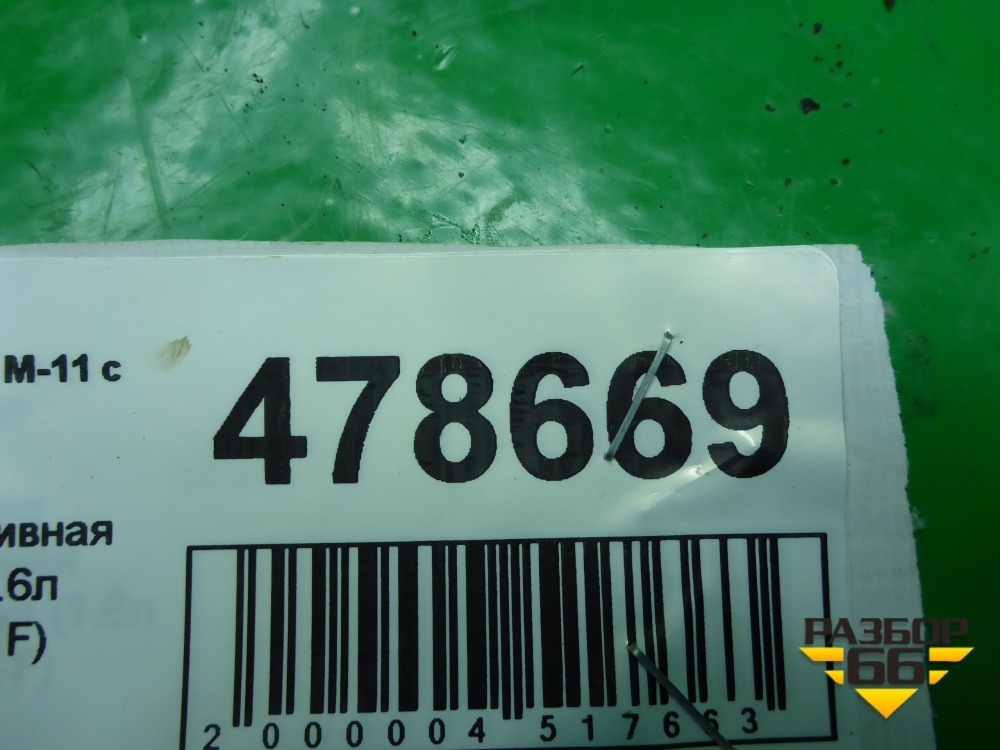 М-11 с
478669
ивная
.6л
F)
2 000004 517663
РАЗБОР
66